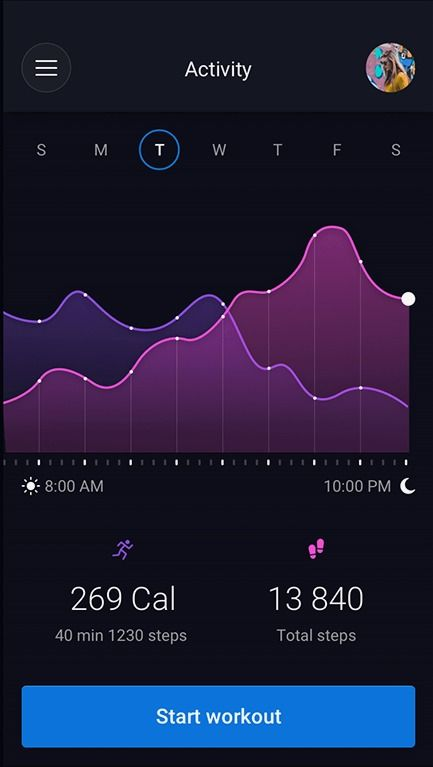 Activity
S M T W T F S
8:00 AM 10:00 PM
269 Cal 13 840
40 min 1230 steps Total steps
Start workout